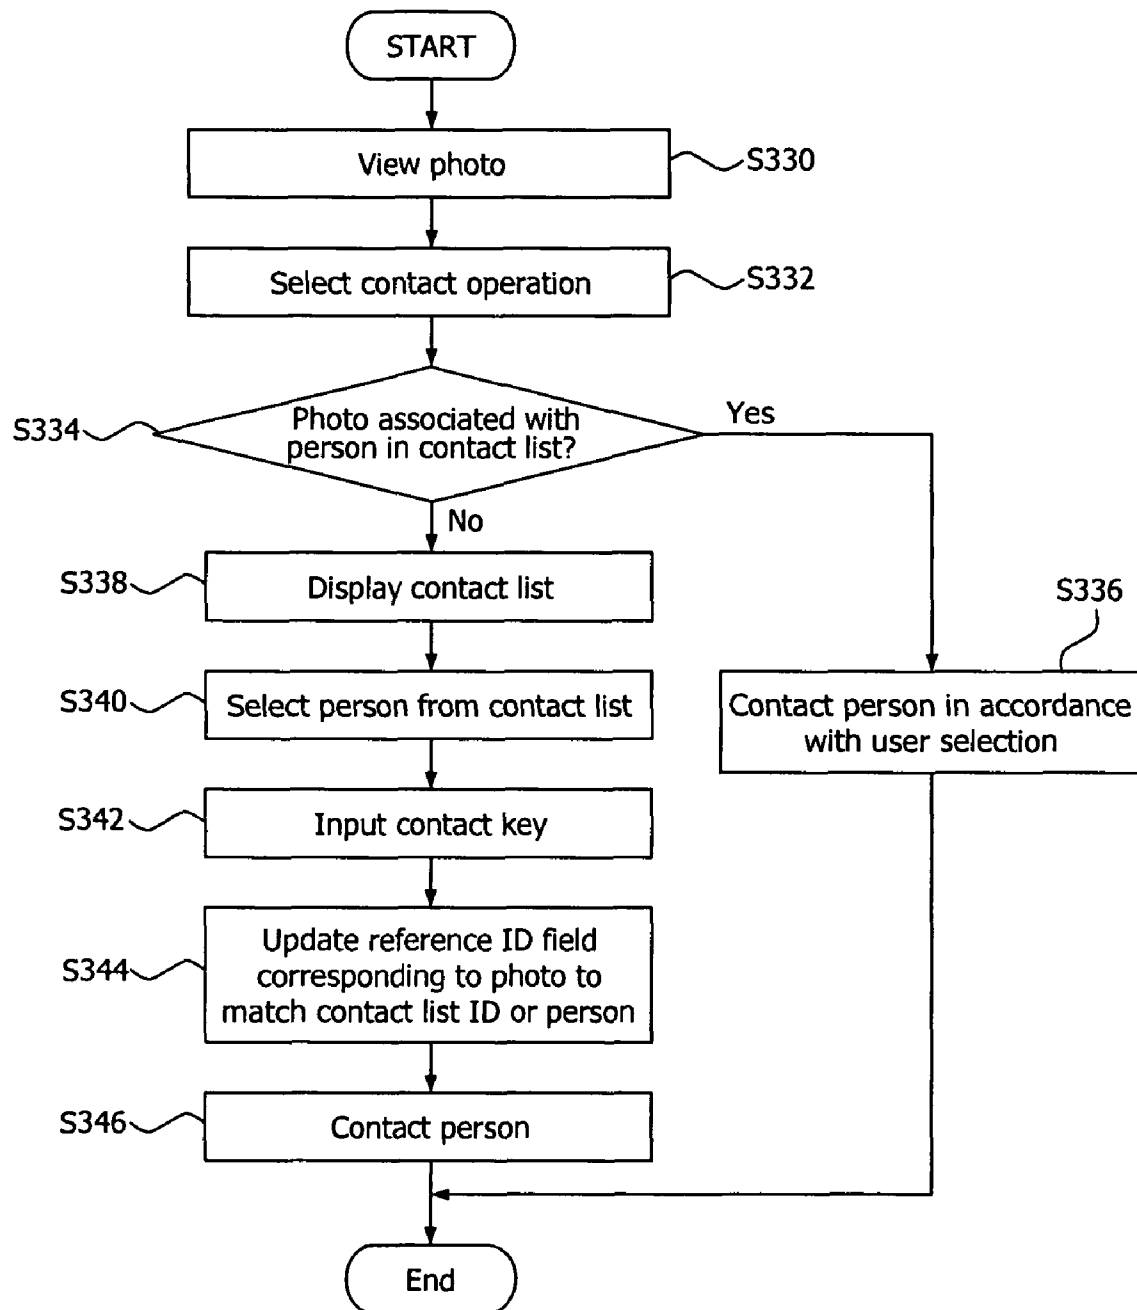 START
View photo
S330
Select contact operation
S332
S334
Photo associated with
person in contact list?
Yes
No
S338
Display contact list
S336
S340
Select person from contact list
Contact person in accordance
with user selection
S342
Input contact key
S344
Update reference ID field
corresponding to photo to
match contact list ID or person
S346
Contact person
End